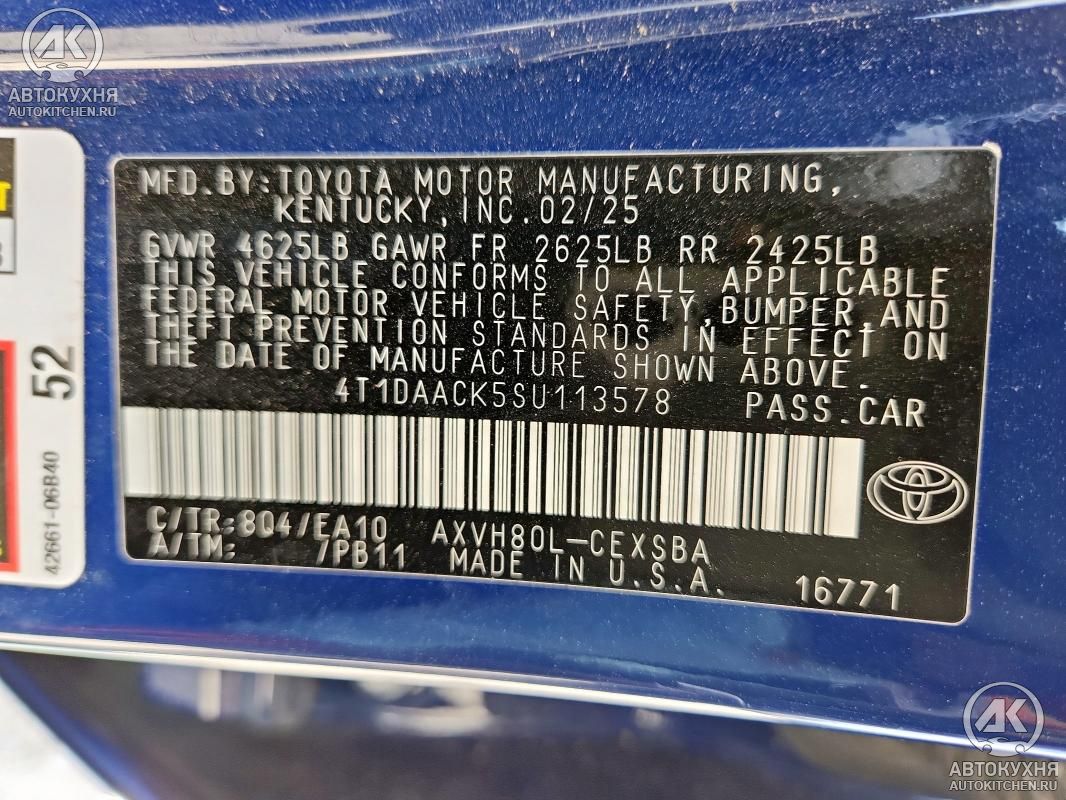 АВТОКУХНЯ
AUTOKITCHEN.RU
MFD.BY:TOYOTA MOTOR MANUFACTURING,
KENTUCKY,INC.02/25
GVWR 4625LB GAWR FR 2625LB RR 2425LB
THIS VEHICLE CONFORMS TO ALL APPLICABLE
FEDERAL MOTOR VEHICLE SAFETY,BUMPER,AND
THEFT PREVENTION STANDARDS IN EFFECT ON
THE DATE OF MANUFACTURE SHOWN ABOVE.
4T1DAACK5SU113578 PASS.CAR
C/TR:8Q4/EA10 AXVH80L-CEXSBA
A/TM: /PB11 MADE IN U.S.A. 16771
52
42661-06B40
АВТОКУХНЯ
AUTOKITCHEN.RU